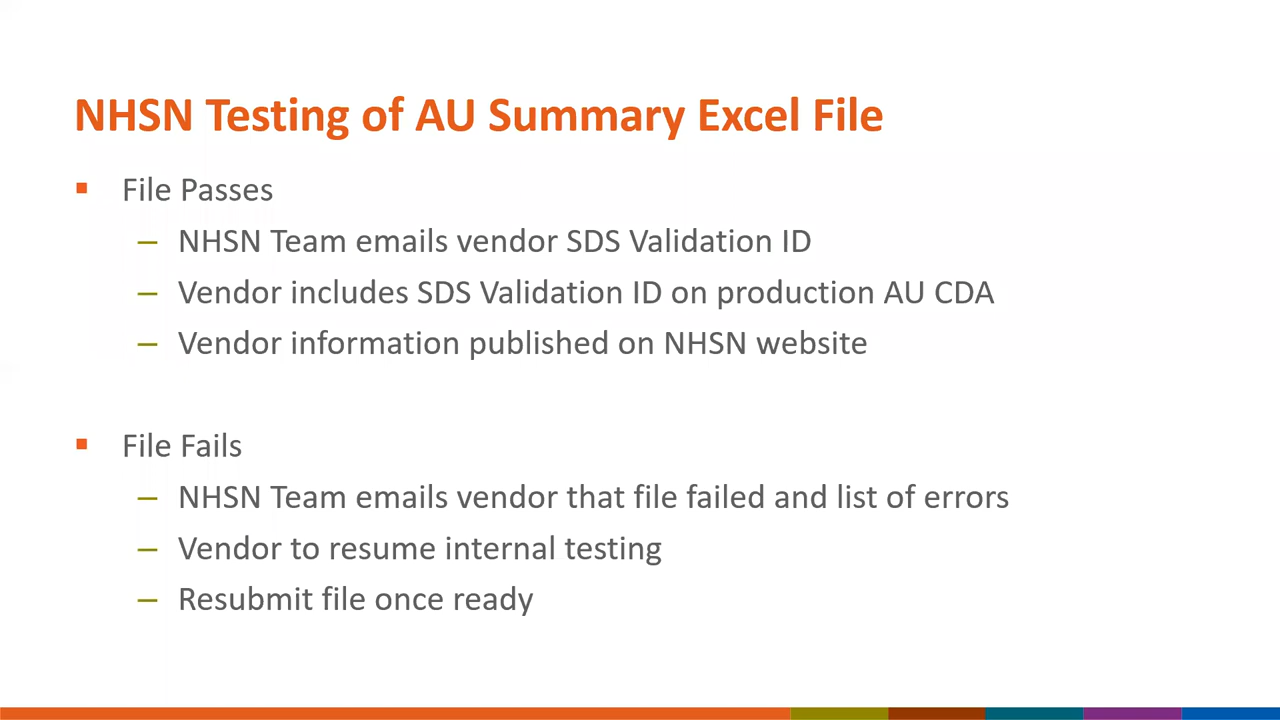 NHSN Testing of AU Summary Excel File
▪ File Passes
– NHSN Team emails vendor SDS Validation ID
– Vendor includes SDS Validation ID on production AU CDA
– Vendor information published on NHSN website
▪ File Fails
– NHSN Team emails vendor that file failed and list of errors
– Vendor to resume internal testing
– Resubmit file once ready